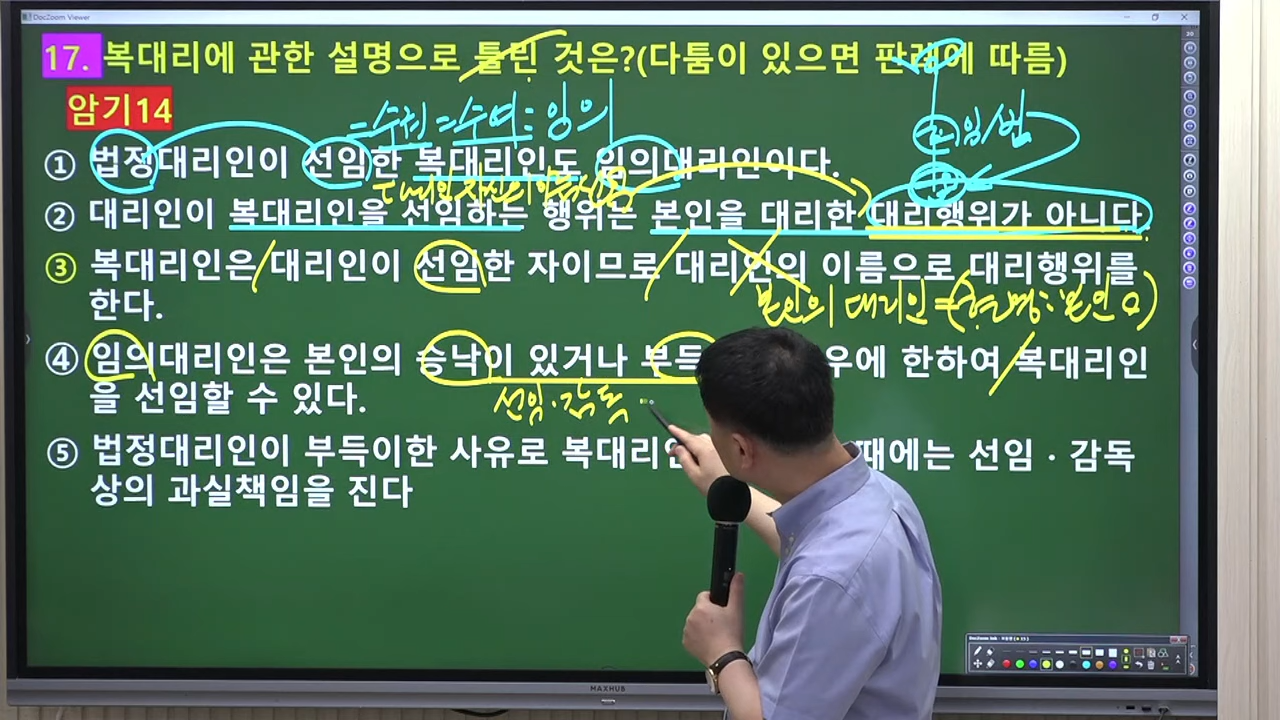 DocZoom Viewer
17. 복대리에 관한 설명으로 틀린 것은?(다툼이 있으면 판례에 따름)
암기14
=수권=수여:임의
임/법
① 법정대리인이 선임한 복대리인도 임의대리인이다.
② 대리인이 복대리인을 선임하는 행위는 본인을 대리한 대리행위가 아니다
③ 복대리인은 대리인이 선임한 자이므로 대리인의 이름으로 대리행위를
한다.
본인의 대리인
④ 임의대리인은 본인의 승낙이 있거나 부득 우에 한하여 복대리인
을 선임할 수 있다.
선임·감독
⑤ 법정대리인이 부득이한 사유로 복대리인 때에는 선임·감독
상의 과실책임을 진다
MAXHUB